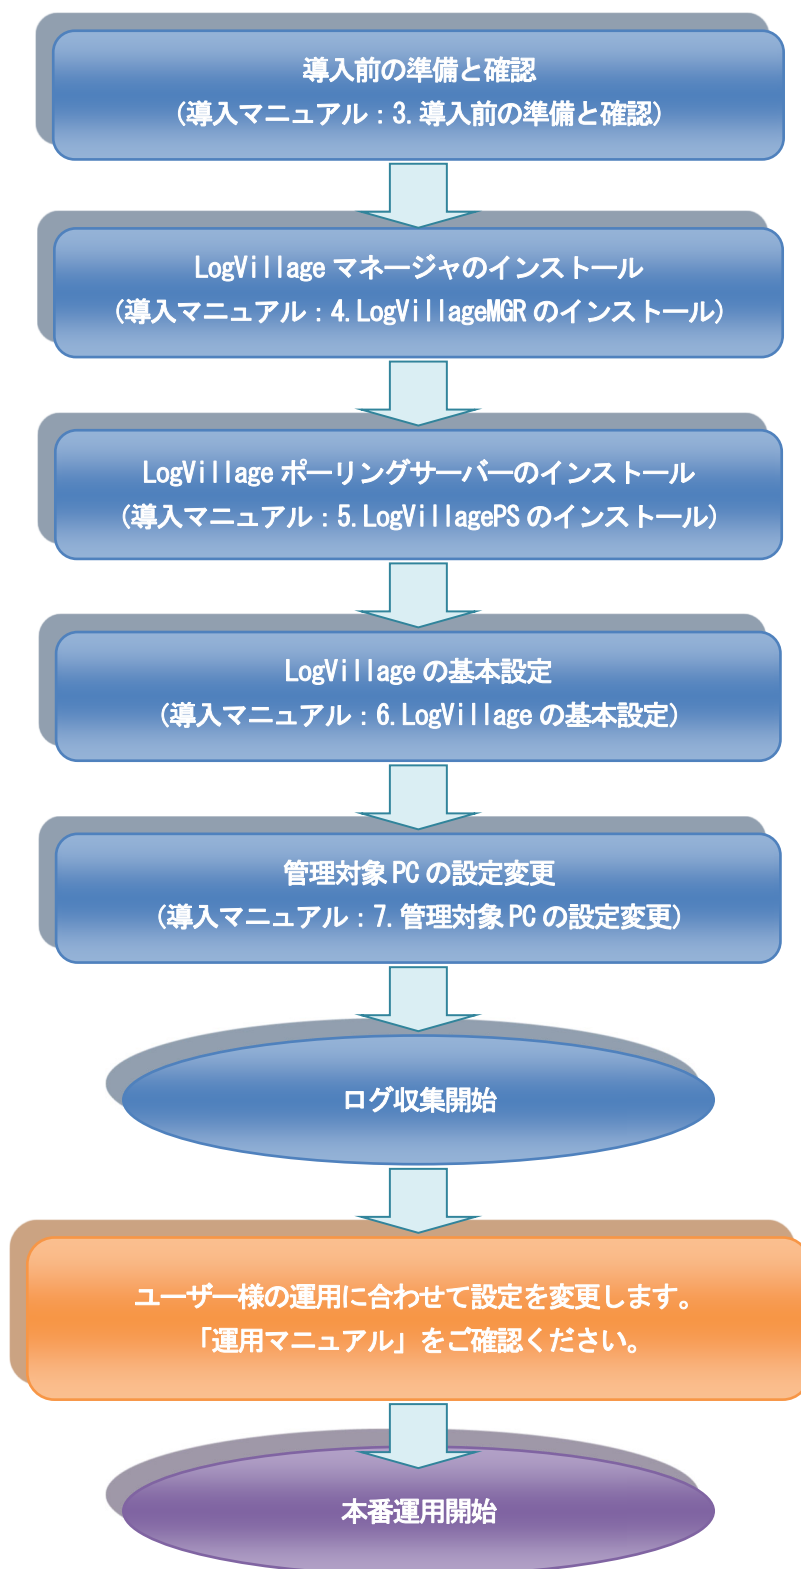 導入前の準備と確認
(導入マニュアル：3.導入前の準備と確認)
LogVillage マネージャのインストール
(導入マニュアル：4.LogVillageMGR のインストール)
LogVillage ポーリングサーバーのインストール
(導入マニュアル：5.LogVillagePS のインストール)
LogVillage の基本設定
(導入マニュアル：6.LogVillage の基本設定)
管理対象 PC の設定変更
(導入マニュアル：7.管理対象 PC の設定変更)
ログ収集開始
ユーザー様の運用に合わせて設定を変更します。
「運用マニュアル」をご確認ください。
本番運用開始